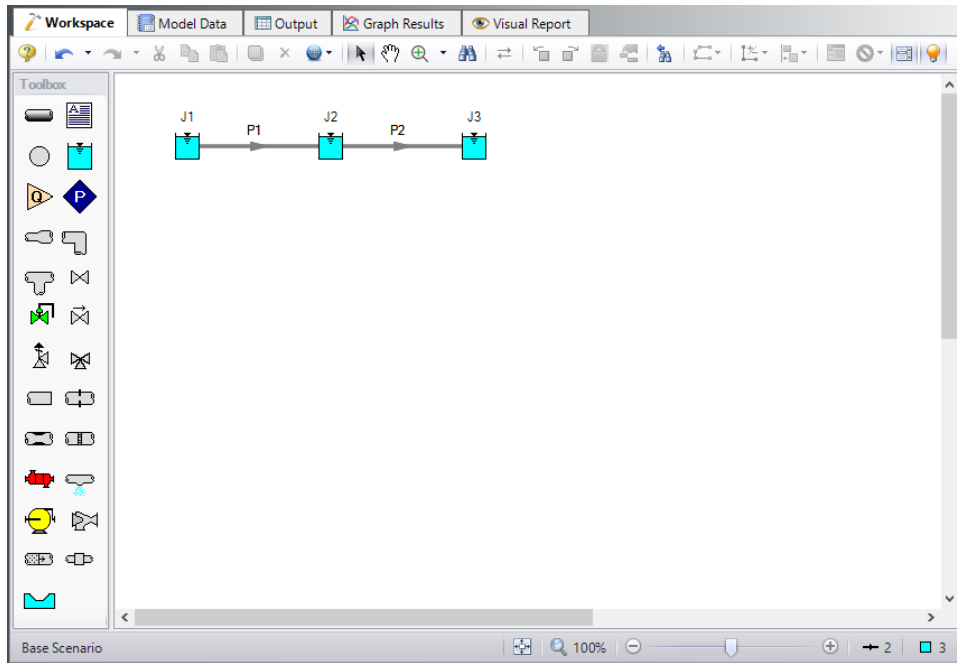 Workspace Model Data Output Graph Results Visual Report
Toolbox
A
Q P
J1 J2 J3
P1 P2
Base Scenario 100% 2 3